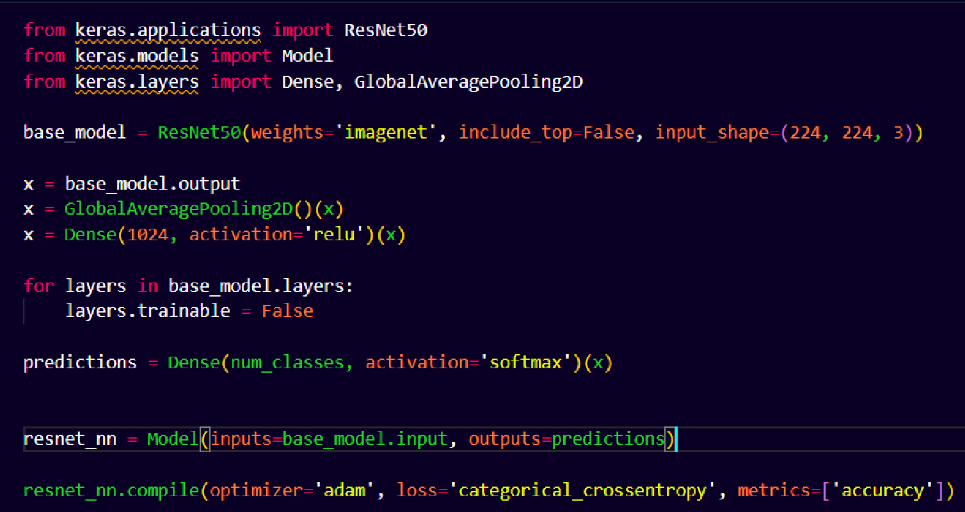 from keras.applications import ResNet50
from keras.models import Model
from keras.layers import Dense, GlobalAveragePooling2D
base_model = ResNet50(weights='imagenet', include_top=False, input_shape=(224, 224, 3))
x = base_model.output
x = GlobalAveragePooling2D()(x)
x = Dense(1024, activation='relu')(x)
for layers in base_model.layers:
    layers.trainable = False
predictions = Dense(num_classes, activation='softmax')(x)
resnet_nn = Model(inputs=base_model.input, outputs=predictions)
resnet_nn.compile(optimizer='adam', loss='categorical_crossentropy', metrics=['accuracy'])